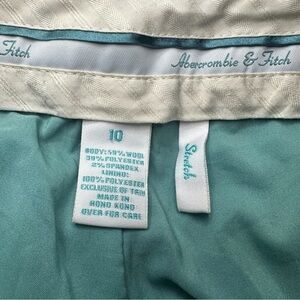 Fitch
Abercrombie & Fitch
10
BODY: 59% WOOL
39% POLYESTER
2% SPANDEX
LINING:
100% POLYESTER
EXCLUSIVE OF TRIM
MADE IN
HONG KONG
OVER FOR CARE
Stretch